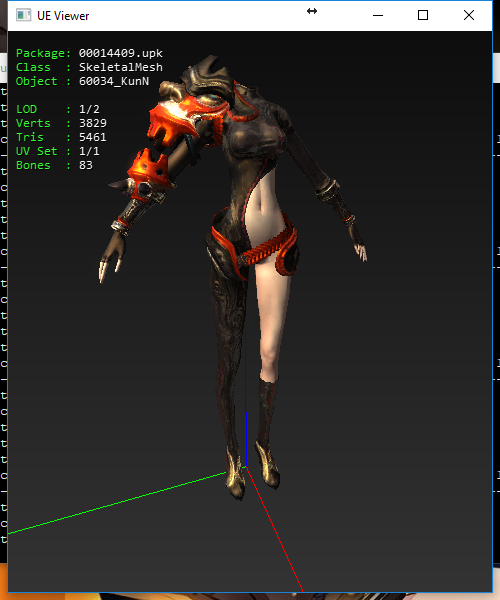 UE Viewer
Package: 00014409.upk
Class : SkeletalMesh
Object : 60034_KunN
LOD : 1/2
Verts : 3829
Tris : 5461
UV Set : 1/1
Bones : 83